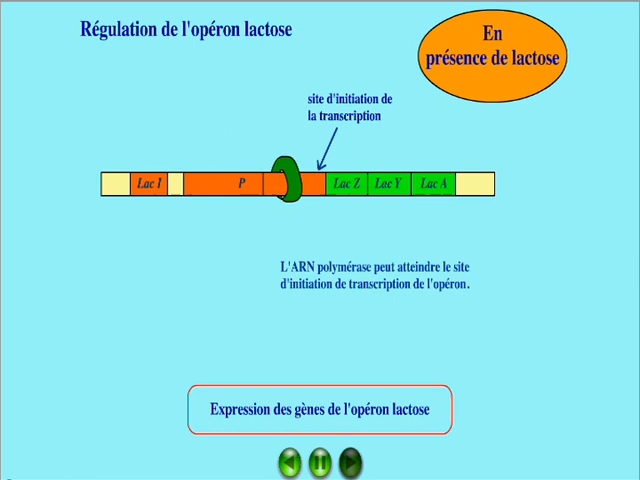 Régulation de l'opéron lactose
En
présence de lactose
site d'initiation de
la transcription
Lac I
P
Lac Z
Lac Y
Lac A
L'ARN polymérase peut atteindre le site
d'initiation de transcription de l'opéron.
Expression des gènes de l'opéron lactose